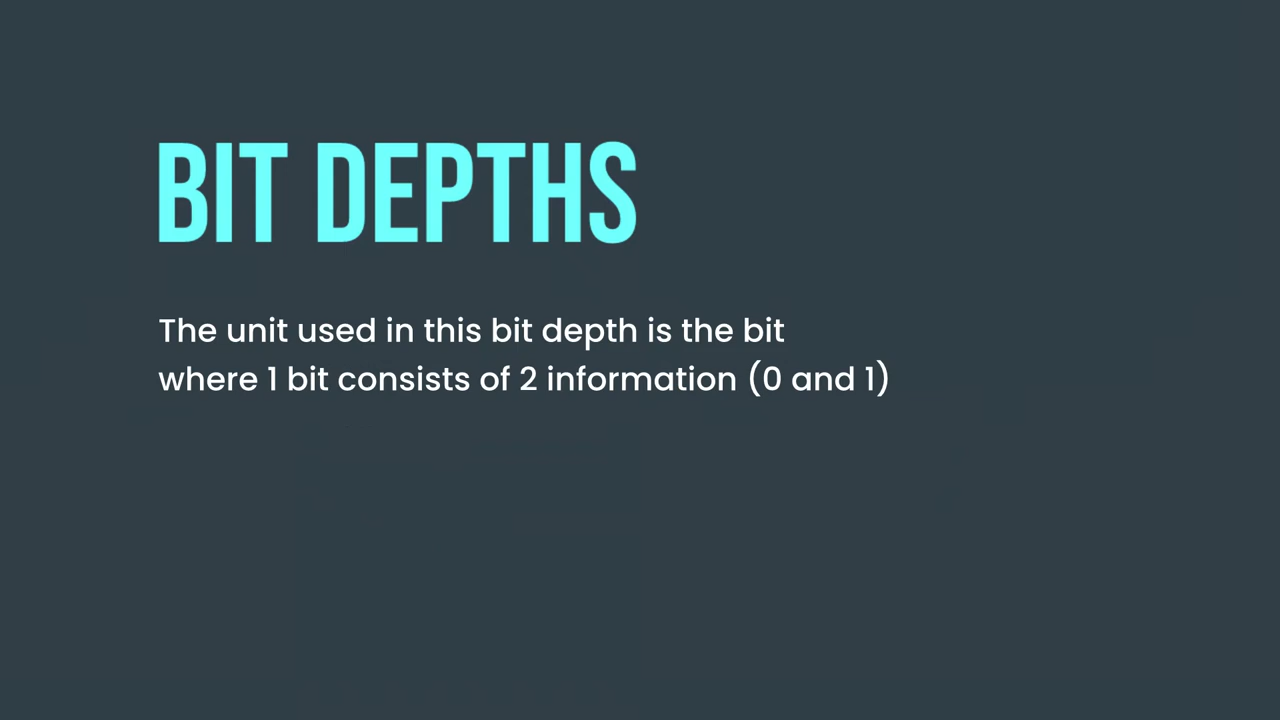 BIT DEPTHS
The unit used in this bit depth is the bit
where 1 bit consists of 2 information (0 and 1)